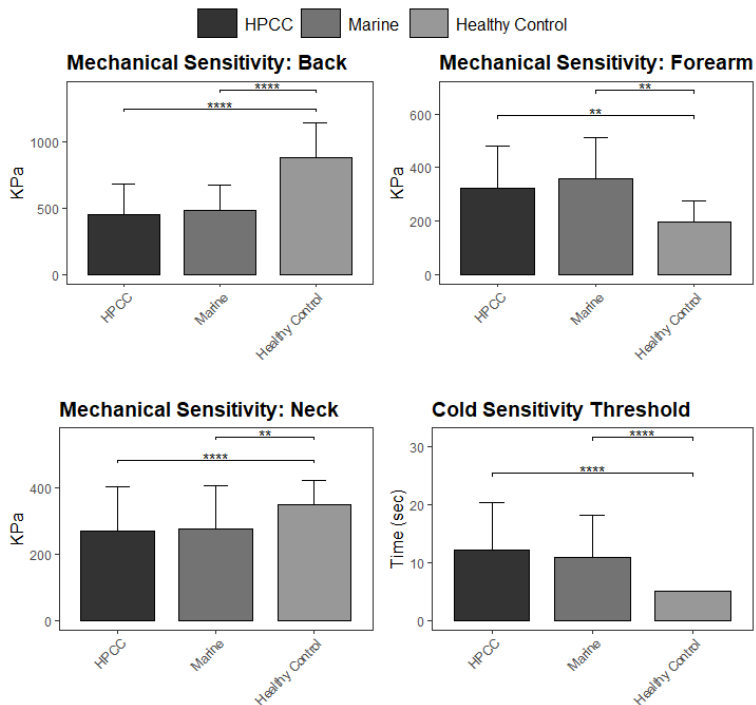 HPCC Marine Healthy Control
Mechanical Sensitivity: Back
KPa
1000
500
0
****
****
HPCC
Marine
Healthy Control
Mechanical Sensitivity: Forearm
KPa
600
400
200
0
**
**
HPCC
Marine
Healthy Control
Mechanical Sensitivity: Neck
KPa
400
200
0
**
****
HPCC
Marine
Healthy Control
Cold Sensitivity Threshold
Time (sec)
30
20
10
0
****
****
HPCC
Marine
Healthy Control